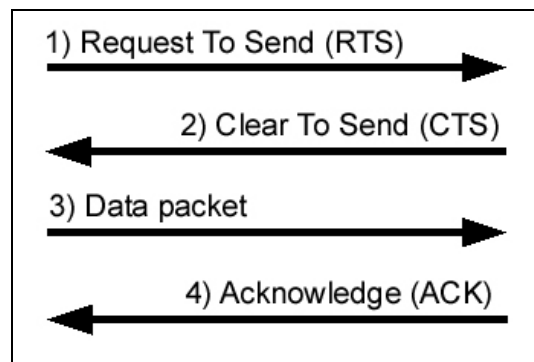 1) Request To Send (RTS)
2) Clear To Send (CTS)
3) Data packet
4) Acknowledge (ACK)